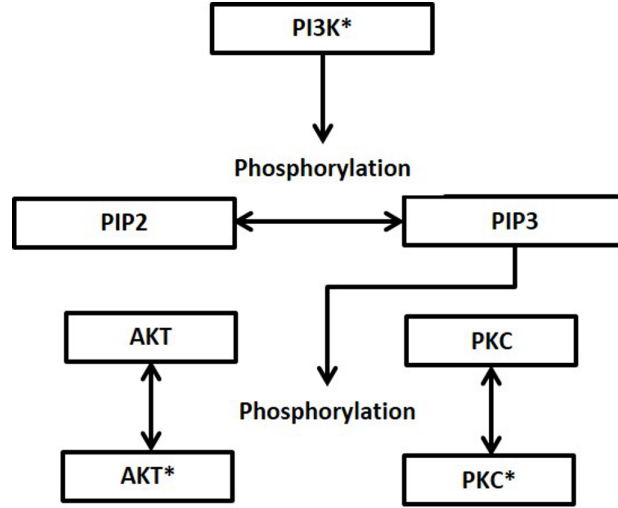 PI3K*
Phosphorylation
PIP2
PIP3
AKT
PKC
Phosphorylation
AKT*
PKC*